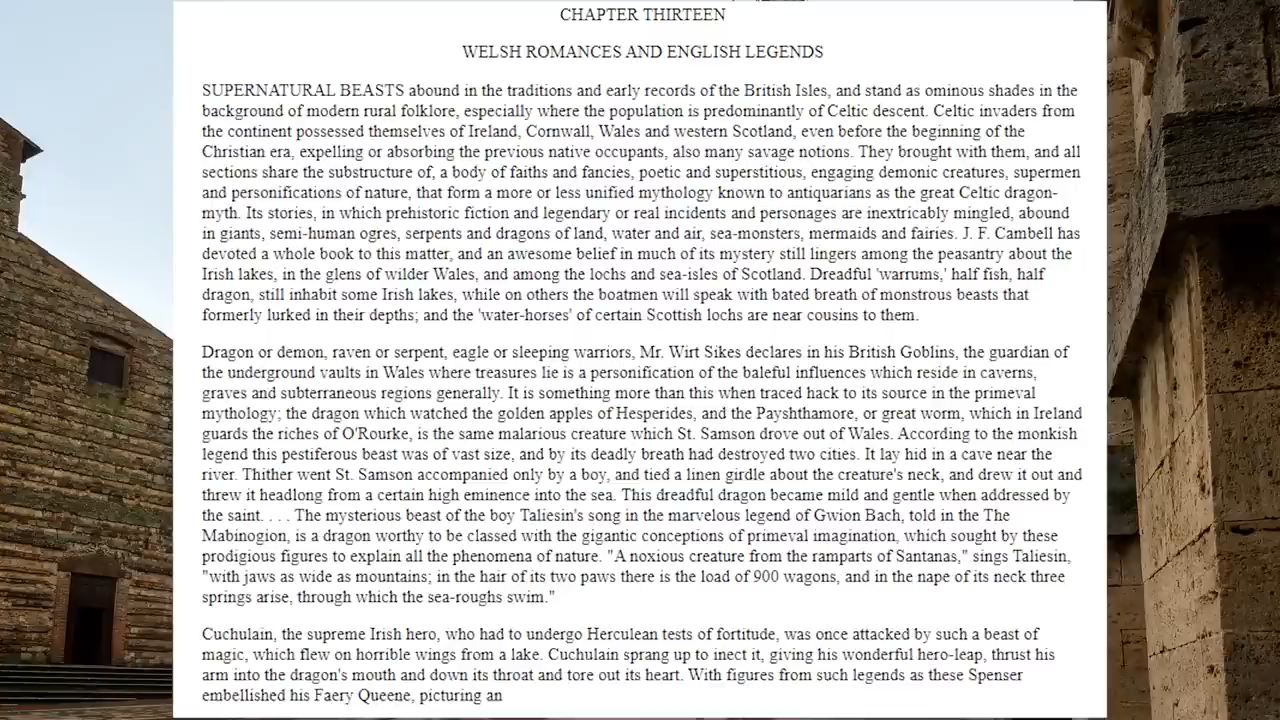 CHAPTER THIRTEEN
WELSH ROMANCES AND ENGLISH LEGENDS
SUPERNATURAL BEASTS abound in the traditions and early records of the British Isles, and stand as ominous shades in the
background of modern rural folklore, especially where the population is predominantly of Celtic descent. Celtic invaders from
the continent possessed themselves of Ireland, Cornwall, Wales and western Scotland, even before the beginning of the
Christian era, expelling or absorbing the previous native occupants, also many savage notions. They brought with them, and all
sections share the substructure of, a body of faiths and fancies, poetic and superstitious, engaging demonic creatures, supermen
and personifications of nature, that form a more or less unified mythology known to antiquarians as the great Celtic dragon-
myth. Its stories, in which prehistoric fiction and legendary or real incidents and personages are inextricably mingled, abound
in giants, semi-human ogres, serpents and dragons of land, water and air, sea-monsters, mermaids and fairies. J. F. Cambell has
devoted a whole book to this matter, and an awesome belief in much of its mystery still lingers among the peasantry about the
Irish lakes, in the glens of wilder Wales, and among the lochs and sea-isles of Scotland. Dreadful 'warrums,' half fish, half
dragon, still inhabit some Irish lakes, while on others the boatmen will speak with bated breath of monstrous beasts that
formerly lurked in their depths; and the 'water-horses' of certain Scottish lochs are near cousins to them.
Dragon or demon, raven or serpent, eagle or sleeping warriors, Mr. Wirt Sikes declares in his British Goblins, the guardian of
the underground vaults in Wales where treasures lie is a personification of the baleful influences which reside in caverns,
graves and subterraneous regions generally. It is something more than this when traced hack to its source in the primeval
mythology; the dragon which watched the golden apples of Hesperides, and the Payshthamore, or great worm, which in Ireland
guards the riches of O'Rourke, is the same malarious creature which St. Samson drove out of Wales. According to the monkish
legend this pestiferous beast was of vast size, and by its deadly breath had destroyed two cities. It lay hid in a cave near the
river. Thither went St. Samson accompanied only by a boy, and tied a linen girdle about the creature's neck, and drew it out and
threw it headlong from a certain high eminence into the sea. This dreadful dragon became mild and gentle when addressed by
the saint. . . . The mysterious beast of the boy Taliesin's song in the marvelous legend of Gwion Bach, told in the The
Mabinogion, is a dragon worthy to be classed with the gigantic conceptions of primeval imagination, which sought by these
prodigious figures to explain all the phenomena of nature. "A noxious creature from the ramparts of Santanas," sings Taliesin,
"with jaws as wide as mountains; in the hair of its two paws there is the load of 900 wagons, and in the nape of its neck three
springs arise, through which the sea-roughs swim."
Cuchulain, the supreme Irish hero, who had to undergo Herculean tests of fortitude, was once attacked by such a beast of
magic, which flew on horrible wings from a lake. Cuchulain sprang up to inect it, giving his wonderful hero-leap, thrust his
arm into the dragon's mouth and down its throat and tore out its heart. With figures from such legends as these Spenser
embellished his Faery Queene, picturing an